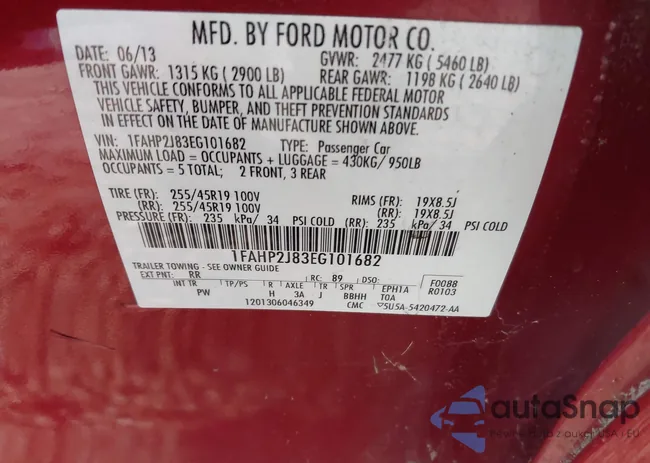 MFD. BY FORD MOTOR CO.
DATE: 06/13 GVWR: 2477 KG ( 5460 LB)
FRONT GAWR: 1315 KG ( 2900 LB) REAR GAWR: 1198 KG ( 2640 LB)
THIS VEHICLE CONFORMS TO ALL APPLICABLE FEDERAL MOTOR
VEHICLE SAFETY, BUMPER, AND THEFT PREVENTION STANDARDS
IN EFFECT ON THE DATE OF MANUFACTURE SHOWN ABOVE.
VIN: 1FAHP2J83EG101682 TYPE: Passenger Car
MAXIMUM LOAD = OCCUPANTS + LUGGAGE = 430KG/ 950LB
OCCUPANTS = 5 TOTAL; 2 FRONT, 3 REAR
TIRE (FR): 255/45R19 100V RIMS (FR): 19X8.5J
(RR): 255/45R19 100V (RR): 19X8.5J
PRESSURE (FR): 235 kPa/ 34 PSI COLD (RR): 235 kPa/ 34 PSI COLD
1FAHP2J83EG101682
TRAILER TOWING - SEE OWNER GUIDE
EXT PNT: RR RC: 89 DSO: F0088
INT TR TP/PS R AXLE TR SPR EPH1A R0103
PW H 3A J BBHH TOA
1201306046349 CMC 5U5A-5420472-AA
autoSnap